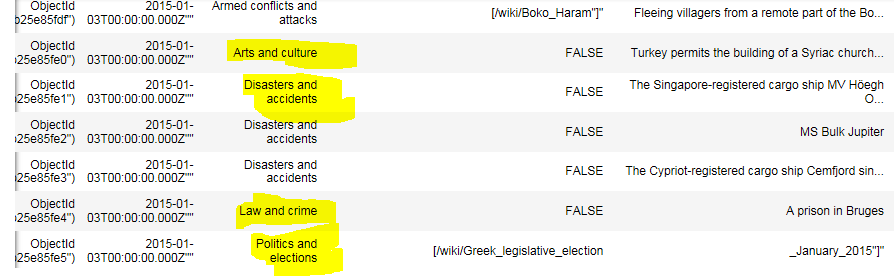 ObjectId 2015-01- Armed conflicts and
b25e85fdf") 03T00:00:00.000Z"" attacks [/wiki/Boko_Haram"]" Fleeing villagers from a remote part of the Bo...
ObjectId 2015-01-
b25e85fe0") 03T00:00:00.000Z"" Arts and culture FALSE Turkey permits the building of a Syriac church...
ObjectId 2015-01- Disasters and The Singapore-registered cargo ship MV Höegh
b25e85fe1") 03T00:00:00.000Z"" accidents FALSE O...
ObjectId 2015-01- Disasters and
b25e85fe2") 03T00:00:00.000Z"" accidents FALSE MS Bulk Jupiter
ObjectId 2015-01- Disasters and
b25e85fe3") 03T00:00:00.000Z"" accidents FALSE The Cypriot-registered cargo ship Cemfjord sin...
ObjectId 2015-01-
b25e85fe4") 03T00:00:00.000Z"" Law and crime FALSE A prison in Bruges
ObjectId 2015-01- Politics and
b25e85fe5") 03T00:00:00.000Z"" elections [/wiki/Greek_legislative_election _January_2015"]"